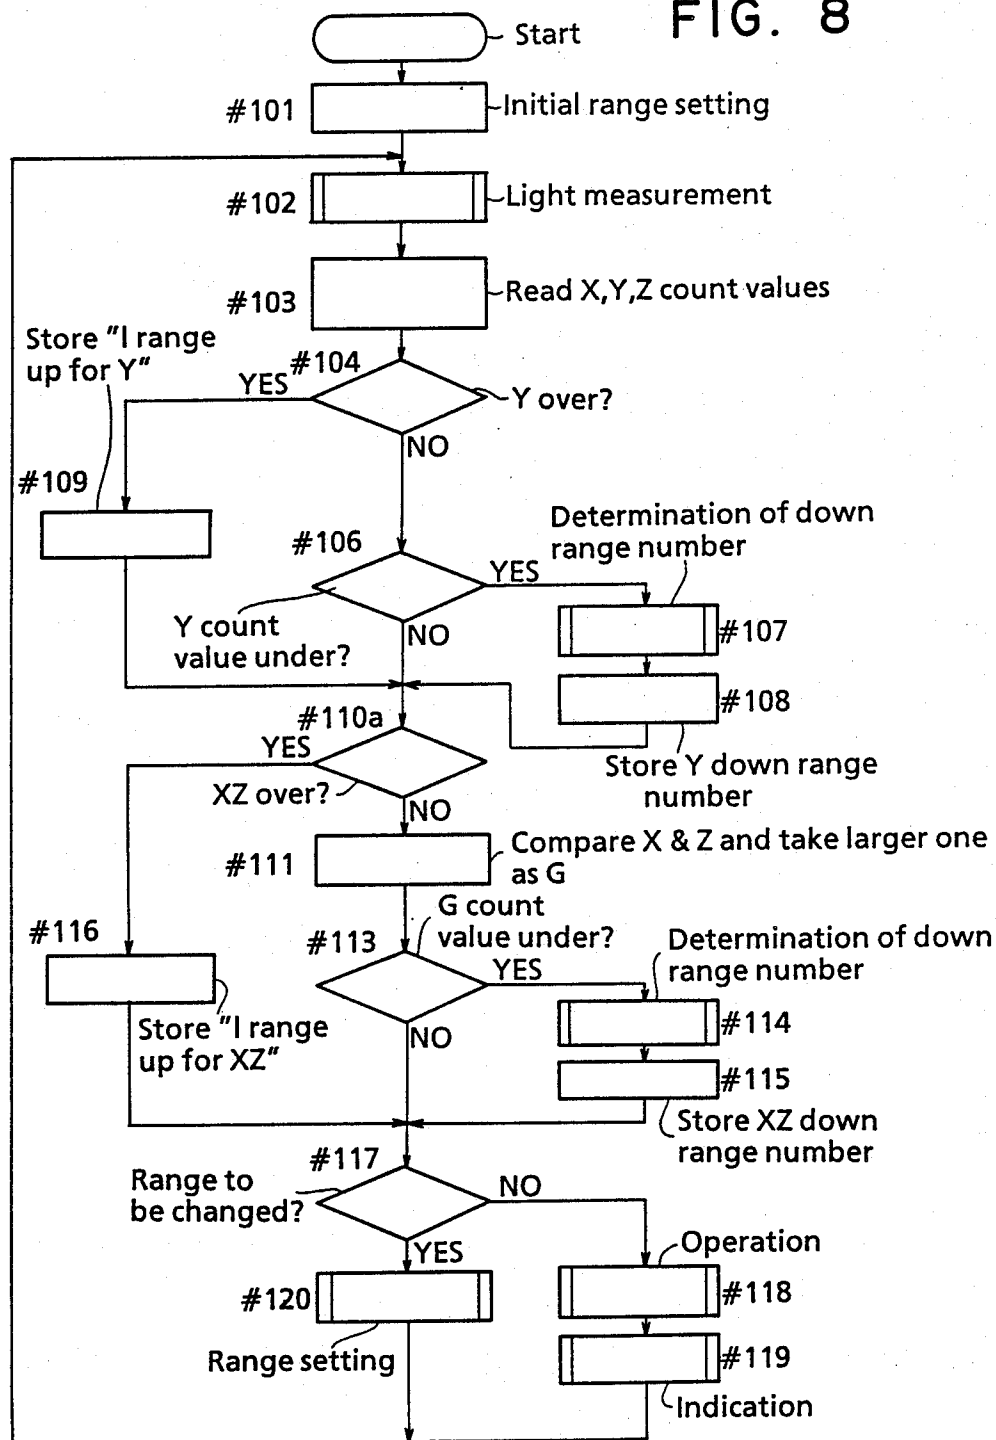 FIG. 8
Start
#101
Initial range setting
#102
Light measurement
#103
Read X,Y,Z count values
Store "I range
up for Y"
#104
YES
Y over?
NO
#109
#106
Determination of down
range number
YES
Y count
value under?
NO
#107
#108
Store Y down range
number
#110a
YES
XZ over?
NO
#111
Compare X & Z and take larger one
as G
G count
value under?
#113
#116
YES
NO
Determination of down
range number
#114
Store "I range
up for XZ"
#115
Store XZ down
range number
#117
Range to
be changed?
NO
YES
Operation
#118
#120
Range setting
#119
Indication